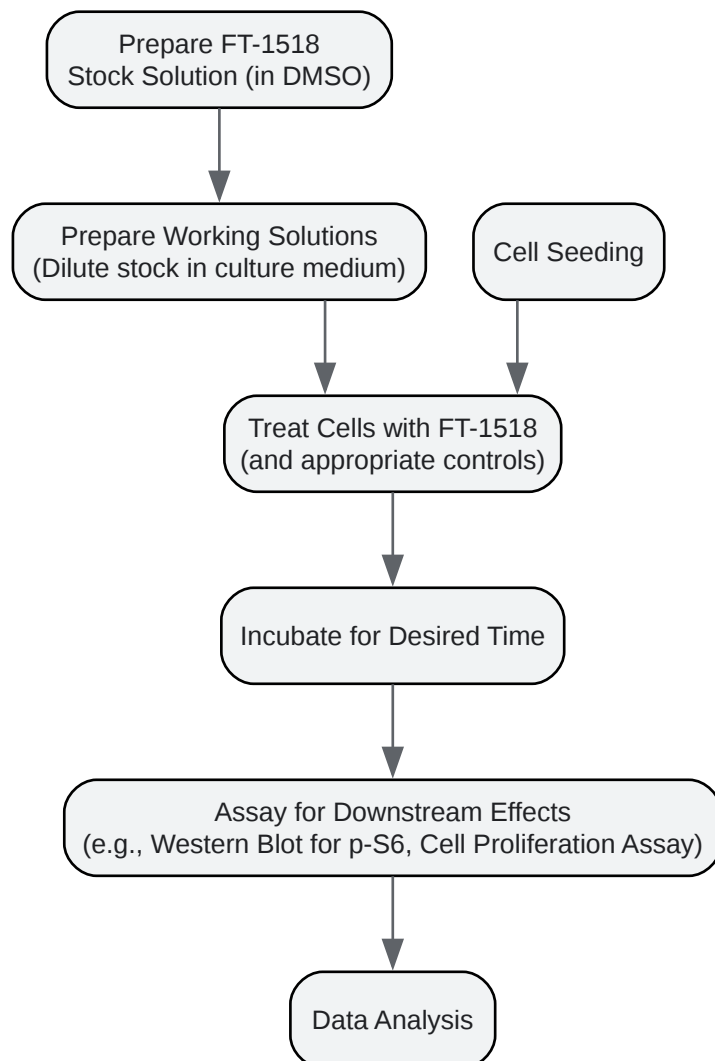 Prepare FT-1518
Stock Solution (in DMSO)
Prepare Working Solutions
(Dilute stock in culture medium)
Cell Seeding
Treat Cells with FT-1518
(and appropriate controls)
Incubate for Desired Time
Assay for Downstream Effects
(e.g., Western Blot for p-S6, Cell Proliferation Assay)
Data Analysis